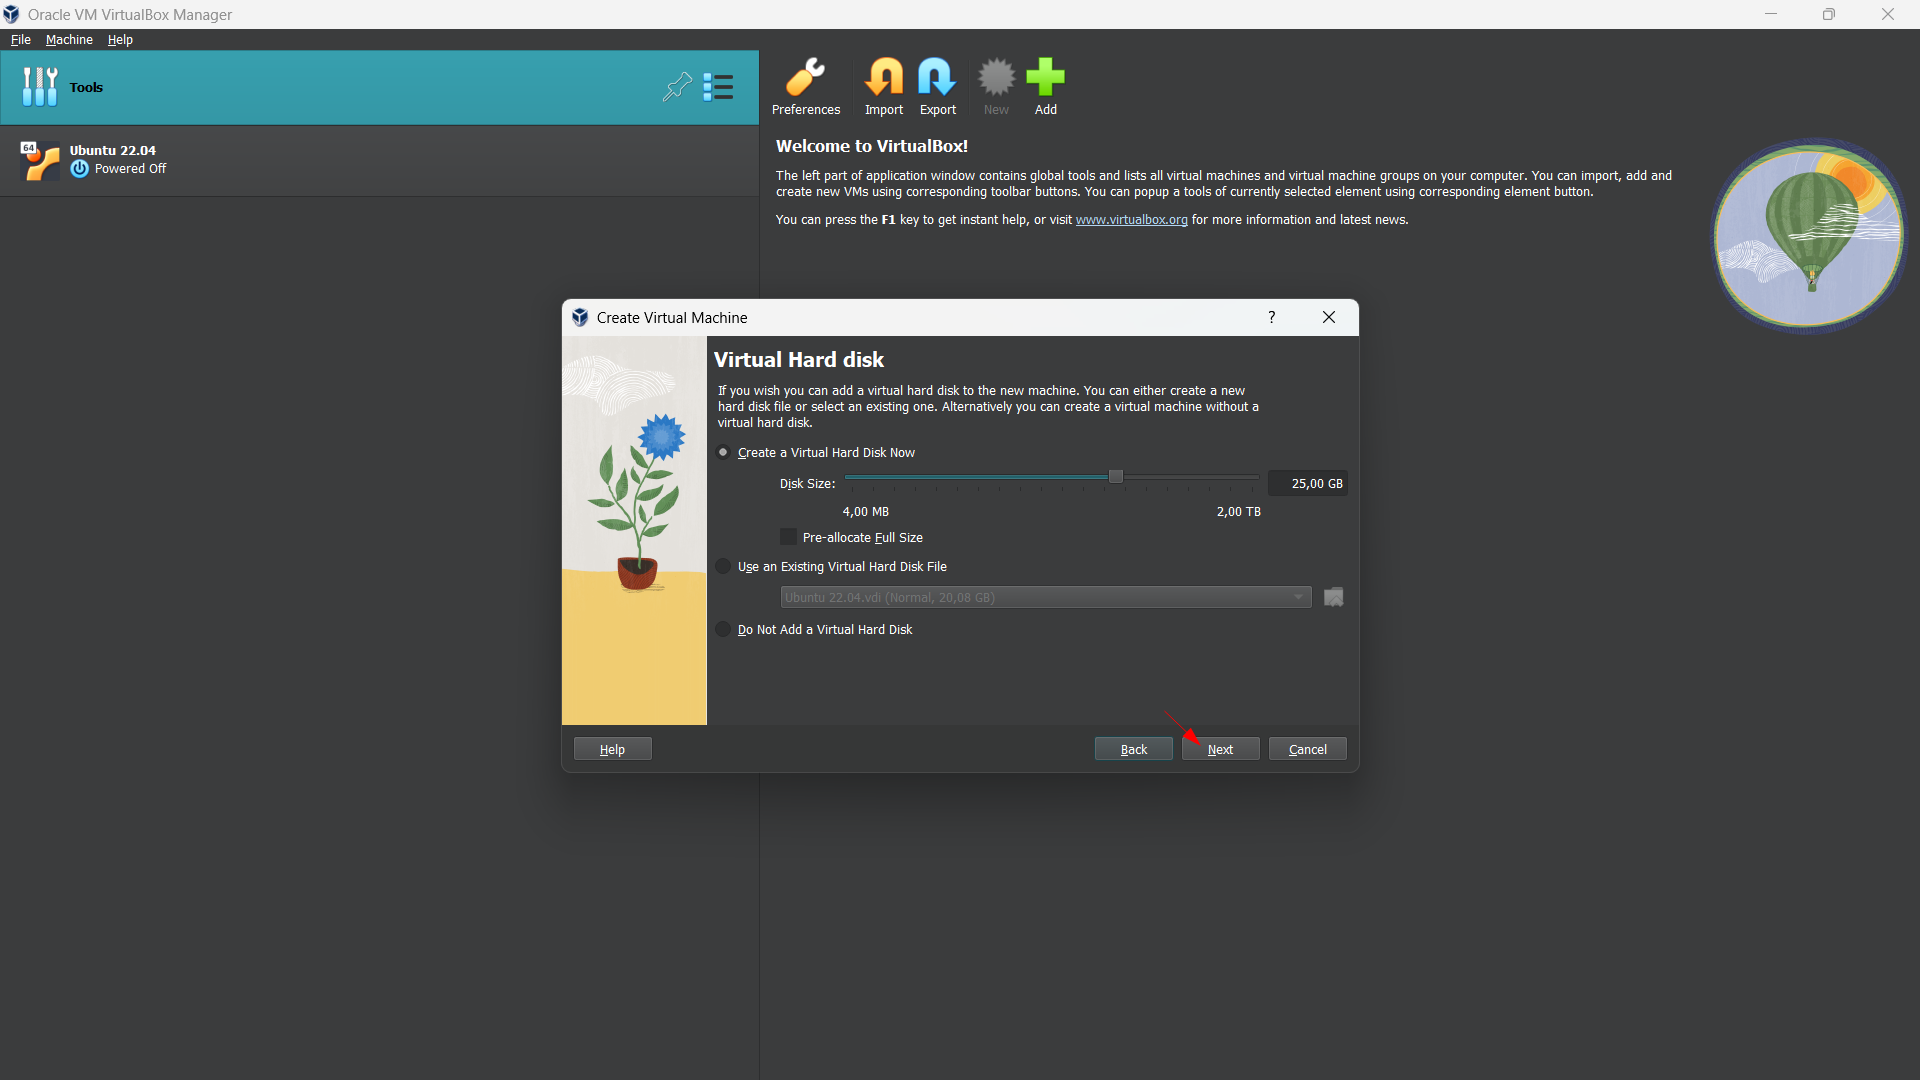 Oracle VM VirtualBox Manager
File Machine Help
Tools
Preferences Import Export New Add
64
Ubuntu 22.04
Powered Off
Welcome to VirtualBox!
The left part of application window contains global tools and lists all virtual machines and virtual machine groups on your computer. You can import, add and
create new VMs using corresponding toolbar buttons. You can popup a tools of currently selected element using corresponding element button.
You can press the F1 key to get instant help, or visit www.virtualbox.org for more information and latest news.
Create Virtual Machine ?
Virtual Hard disk
If you wish you can add a virtual hard disk to the new machine. You can either create a new
hard disk file or select an existing one. Alternatively you can create a virtual machine without a
virtual hard disk.
Create a Virtual Hard Disk Now
Disk Size: 25,00 GB
4,00 MB 2,00 TB
Pre-allocate Full Size
Use an Existing Virtual Hard Disk File
Ubuntu 22.04.vdi (Normal, 20,08 GB)
Do Not Add a Virtual Hard Disk
Help Back Next Cancel